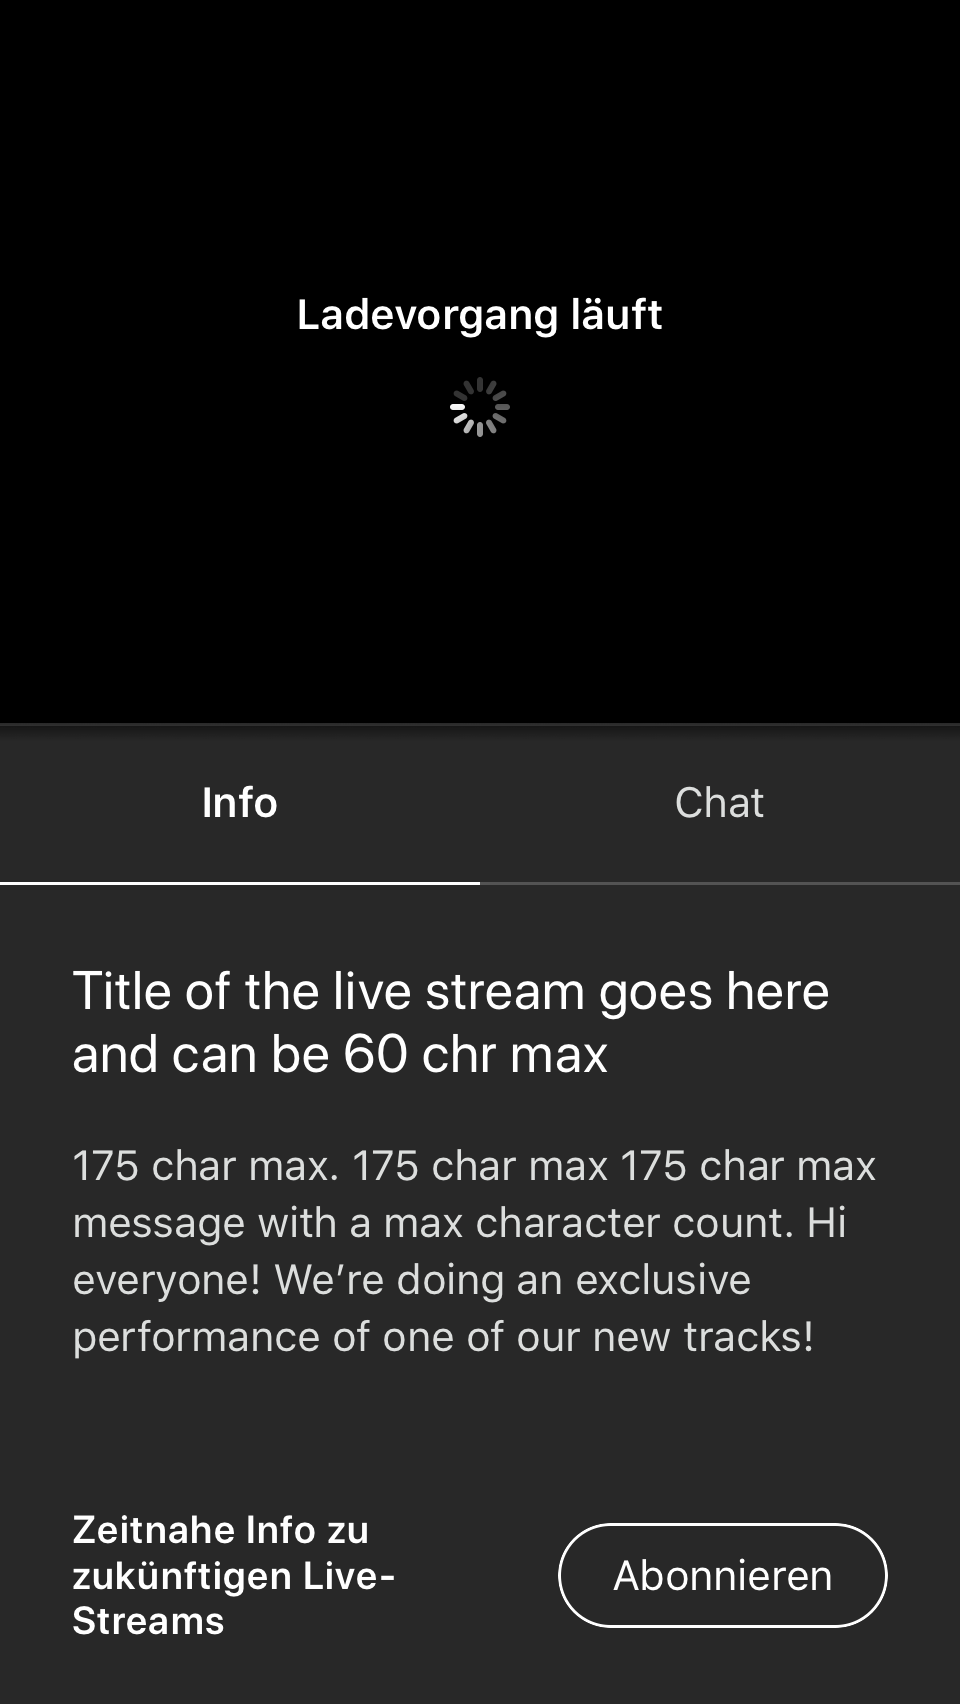 Ladevorgang läuft
Info
Chat
Title of the live stream goes here
and can be 60 chr max
175 char max. 175 char max 175 char max
message with a max character count. Hi
everyone! We’re doing an exclusive
performance of one of our new tracks!
Zeitnahe Info zu
zukünftigen Live-
Streams
Abonnieren